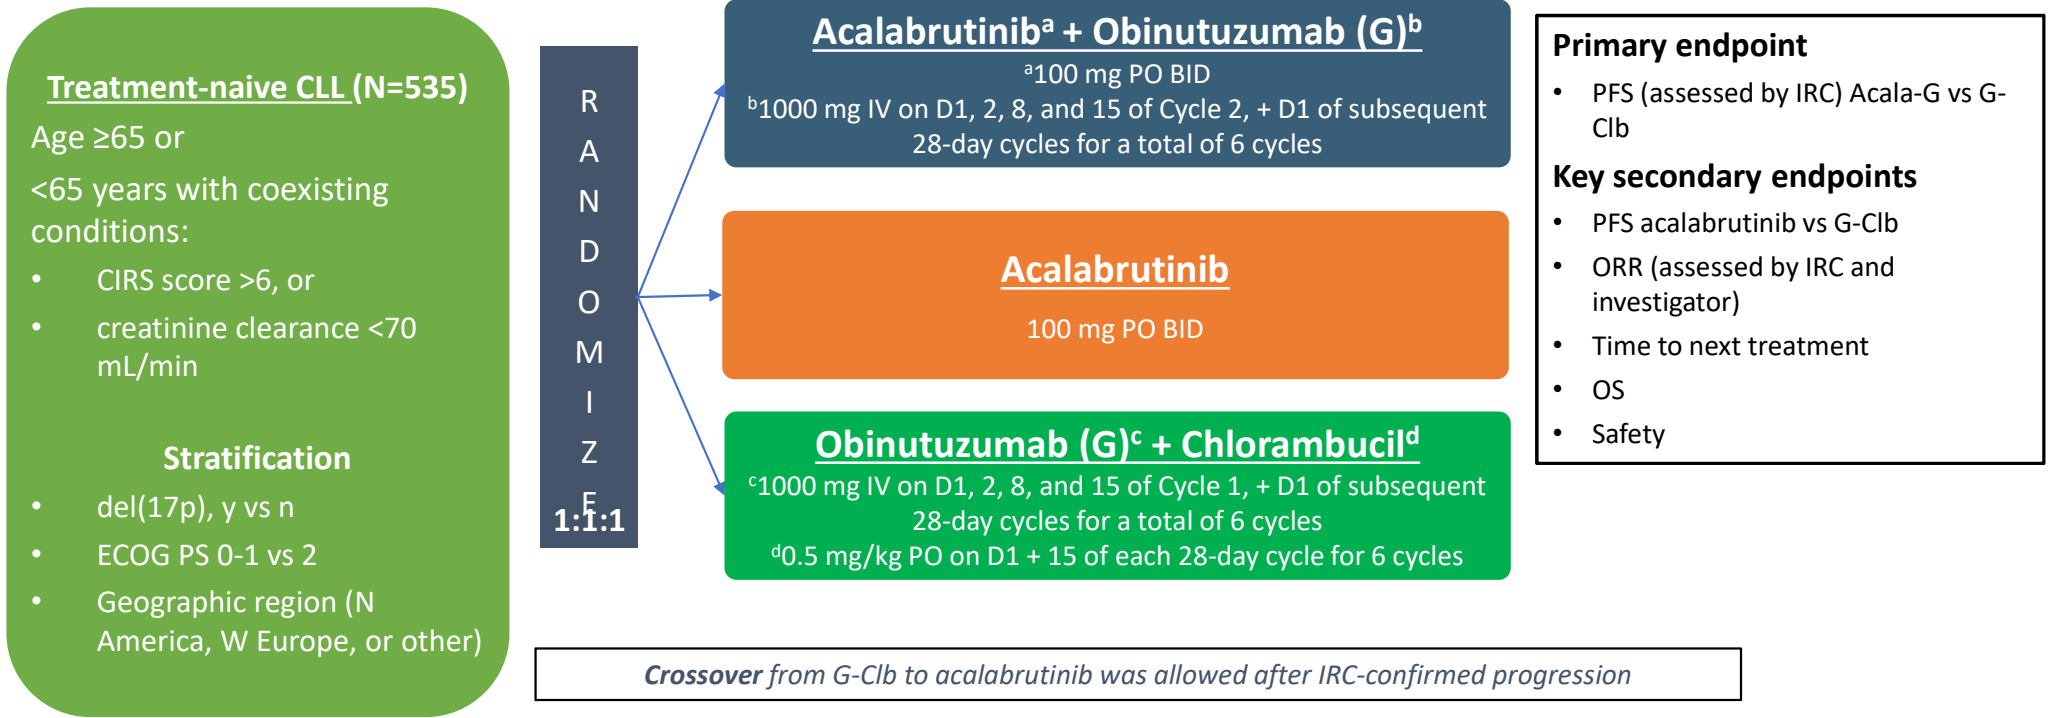 Treatment-naive CLL (N=535)
Age ≥65 or
<65 years with coexisting
conditions:
• CIRS score >6, or
• creatinine clearance <70
mL/min
Stratification
• del(17p), y vs n
• ECOG PS 0-1 vs 2
• Geographic region (N
America, W Europe, or other)
R
A
N
D
O
M
I
Z
E
1:1:1
Acalabrutinibᵃ + Obinutuzumab (G)ᵇ
ᵃ100 mg PO BID
ᵇ1000 mg IV on D1, 2, 8, and 15 of Cycle 2, + D1 of subsequent
28-day cycles for a total of 6 cycles
Acalabrutinib
100 mg PO BID
Obinutuzumab (G)ᶜ + Chlorambucilᵈ
ᶜ1000 mg IV on D1, 2, 8, and 15 of Cycle 1, + D1 of subsequent
28-day cycles for a total of 6 cycles
ᵈ0.5 mg/kg PO on D1 + 15 of each 28-day cycle for 6 cycles
Primary endpoint
• PFS (assessed by IRC) Acala-G vs G-
Clb
Key secondary endpoints
• PFS acalabrutinib vs G-Clb
• ORR (assessed by IRC and
investigator)
• Time to next treatment
• OS
• Safety
Crossover from G-Clb to acalabrutinib was allowed after IRC-confirmed progression